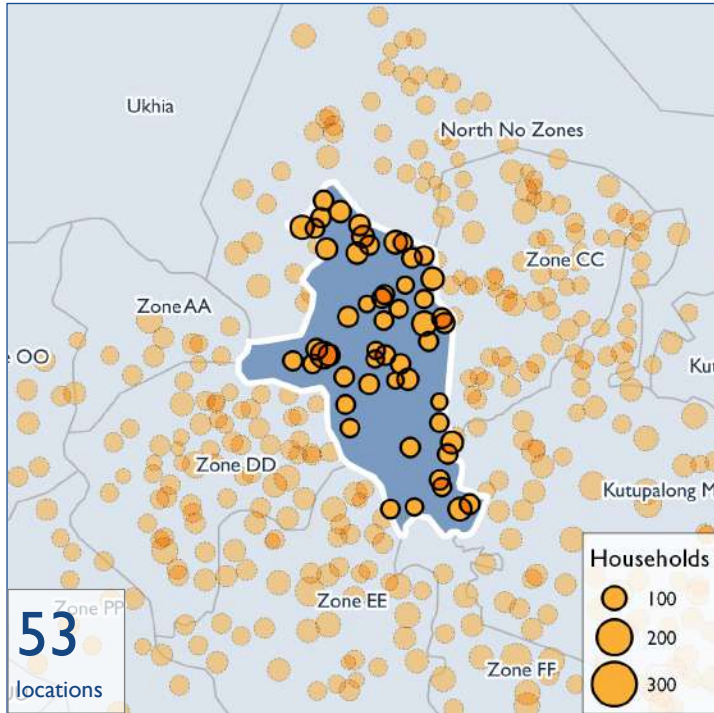 Ukhia
North No Zones
Zone CC
Zone AA
OO
Zone DD
Kutupalong M
Zone PP
Zone EE
Zone FF
53
locations
Households
100
200
300